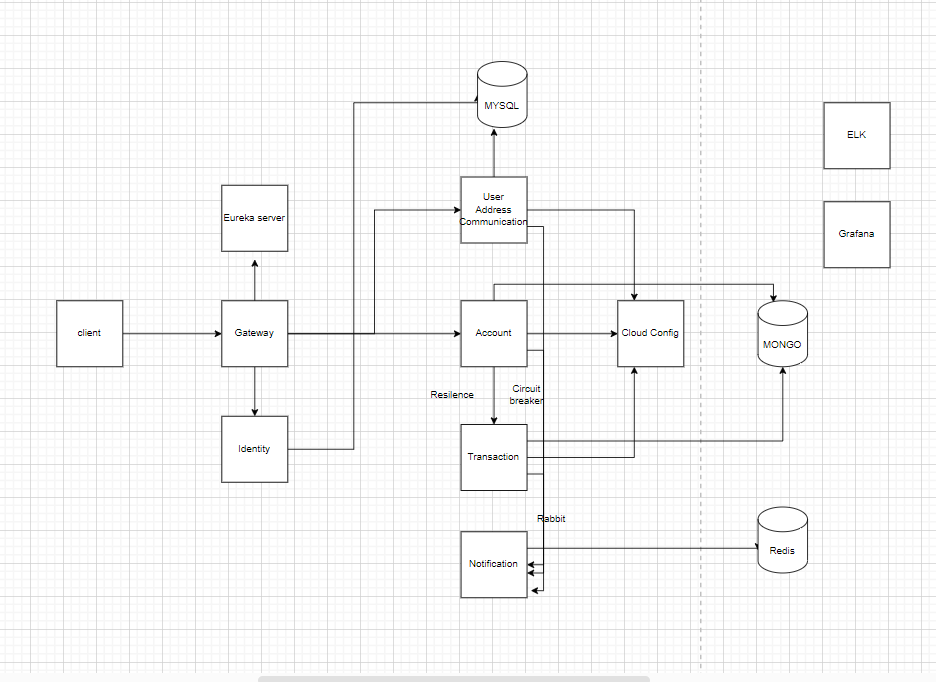 MYSQL
ELK
User
Address
Communication
Eureka server
Grafana
client
Gateway
Account
Cloud Config
MONGO
Resilence
Circuit
breaker
Identity
Transaction
Rabbit
Redis
Notification